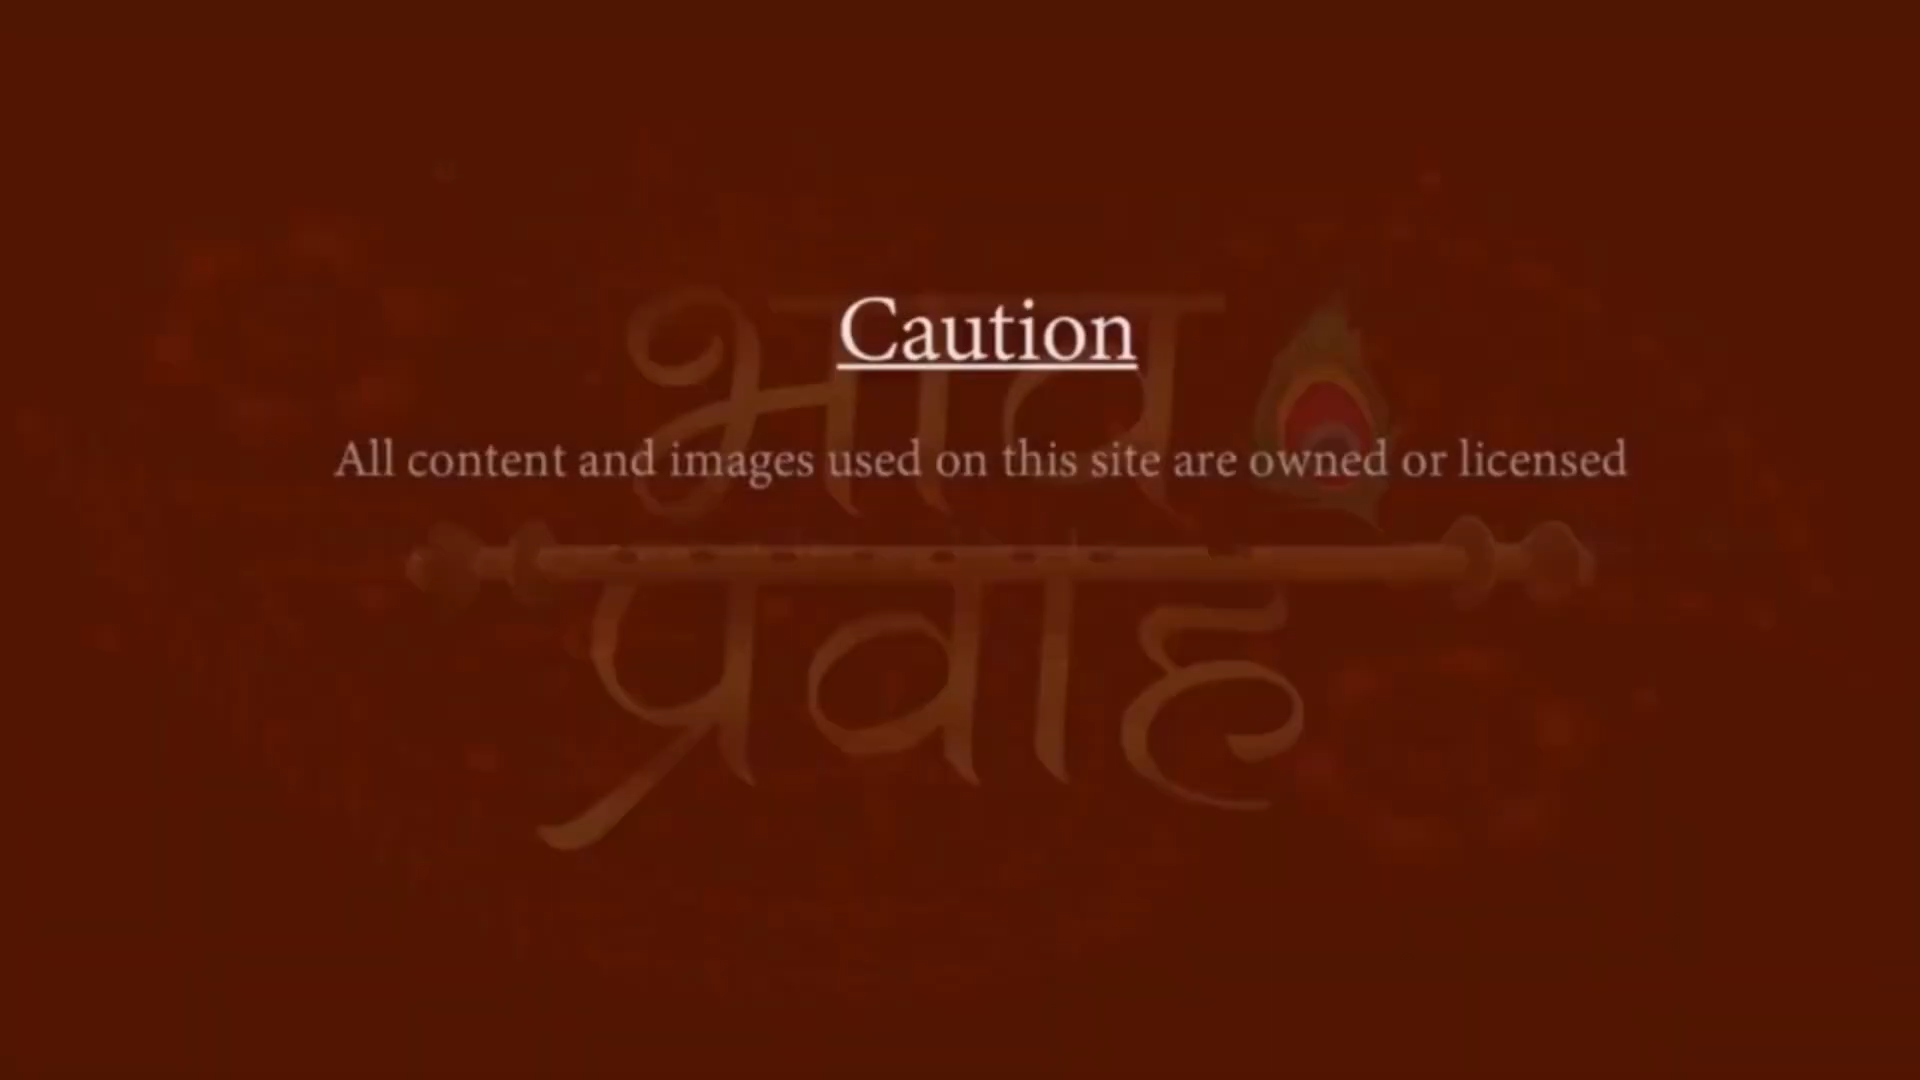 Caution
भाव
All content and images used on this site are owned or licensed
प्रवाह